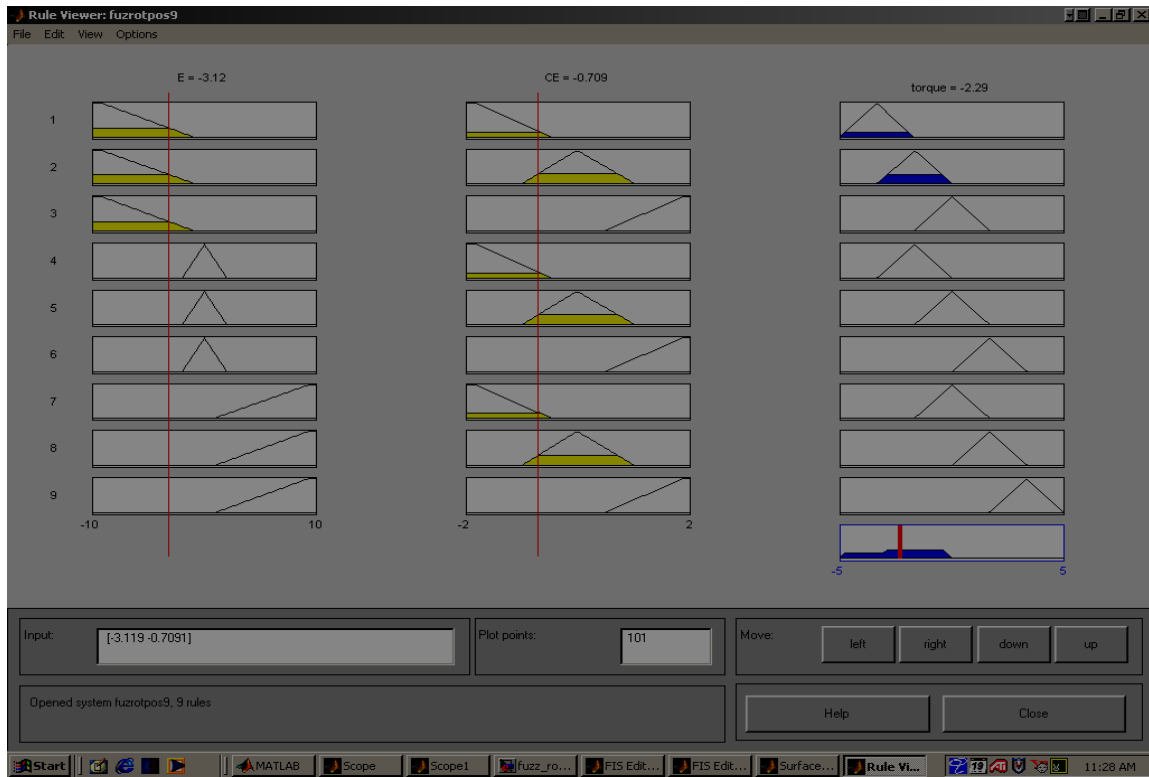 Rule Viewer: fuzrotpos9
File Edit View Options
E = -3.12
CE = -0.709
torque = -2.29
1
2
3
4
5
6
7
8
9
-10 10
-2 2
-5 5
Input: [-3.119 -0.7091]
Plot points: 101
Move: left right down up
Opened system fuzrotpos9, 9 rules
Help Close
Start MATLAB Scope Scope1 fuzz_ro... FIS Edit... FIS Edit... Surface... Rule Vi... 19 11:28 AM